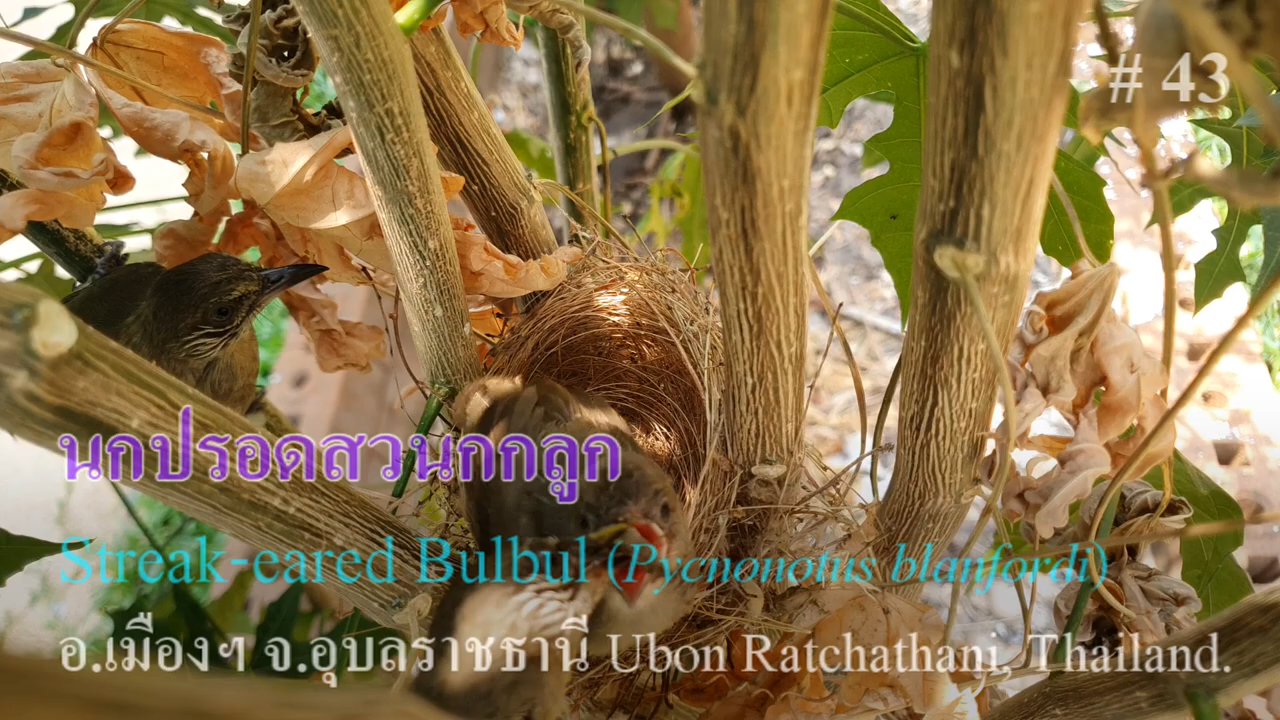 # 43
นกปรอดสวนกกลูก
Streak-eared Bulbul (Pycnonotus blanfordi)
อ.เมืองฯ จ.อุบลราชธานี Ubon Ratchathani, Thailand.